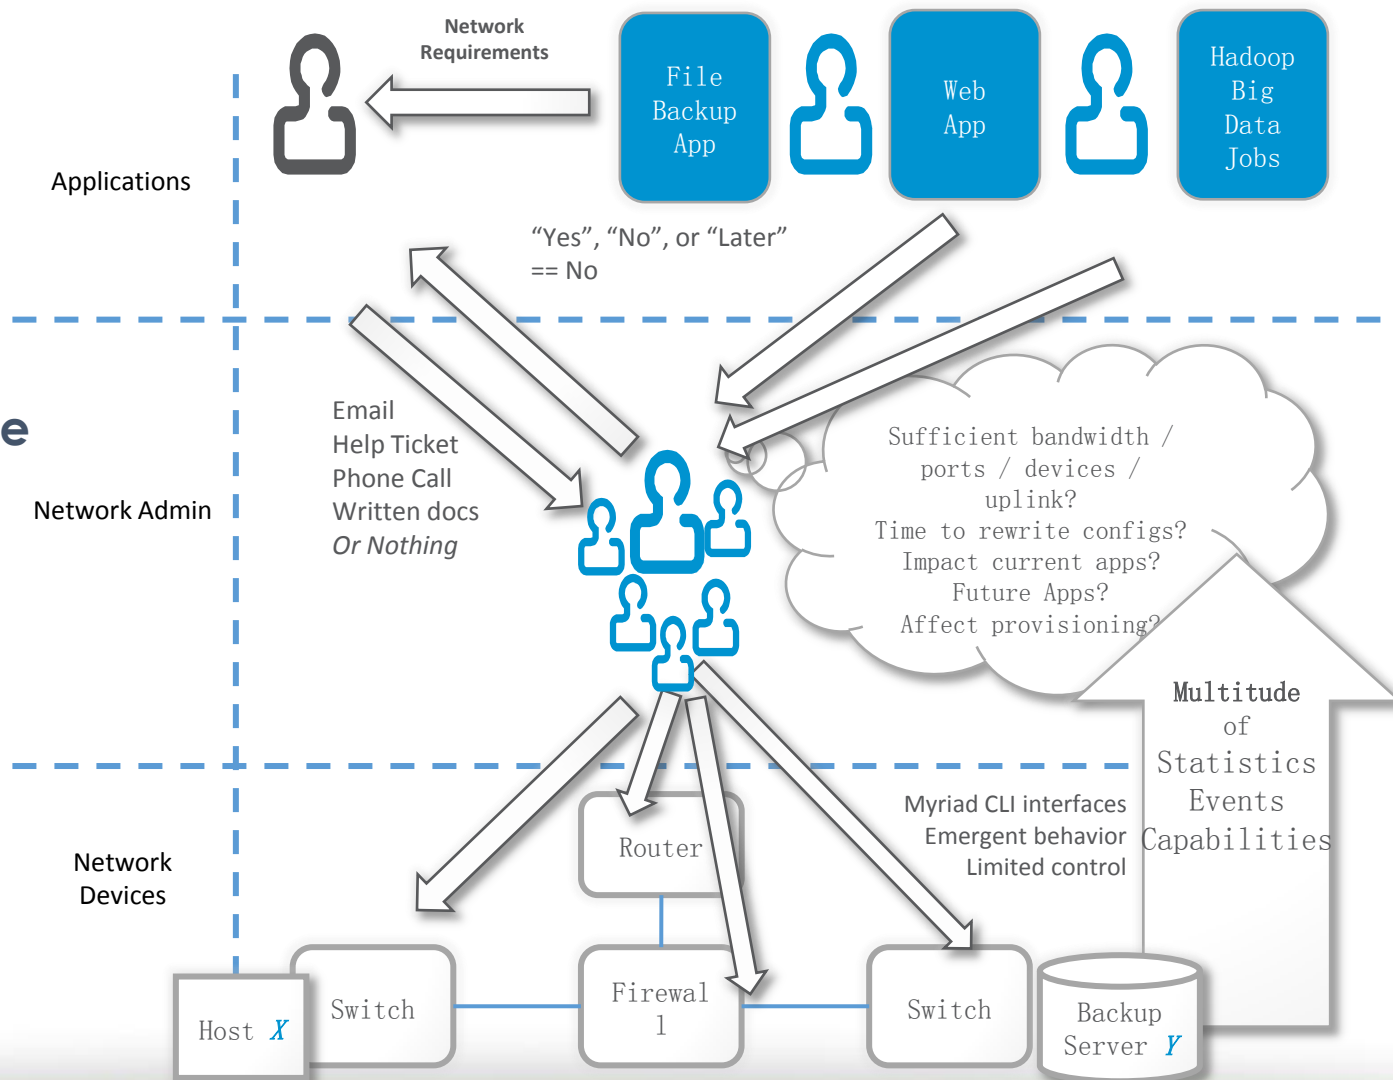 Network
Requirements
File
Backup
App
Web
App
Hadoop
Big
Data
Jobs
Applications
“Yes”, “No”, or “Later”
== No
e
Network Admin
Email
Help Ticket
Phone Call
Written docs
Or Nothing
Sufficient bandwidth /
ports / devices /
uplink?
Time to rewrite configs?
Impact current apps?
Future Apps?
Affect provisioning?
Multitude
of
Statistics
Events
Capabilities
Myriad CLI interfaces
Emergent behavior
Limited control
Network
Devices
Router
Host X
Switch
Firewal
l
Switch
Backup
Server Y